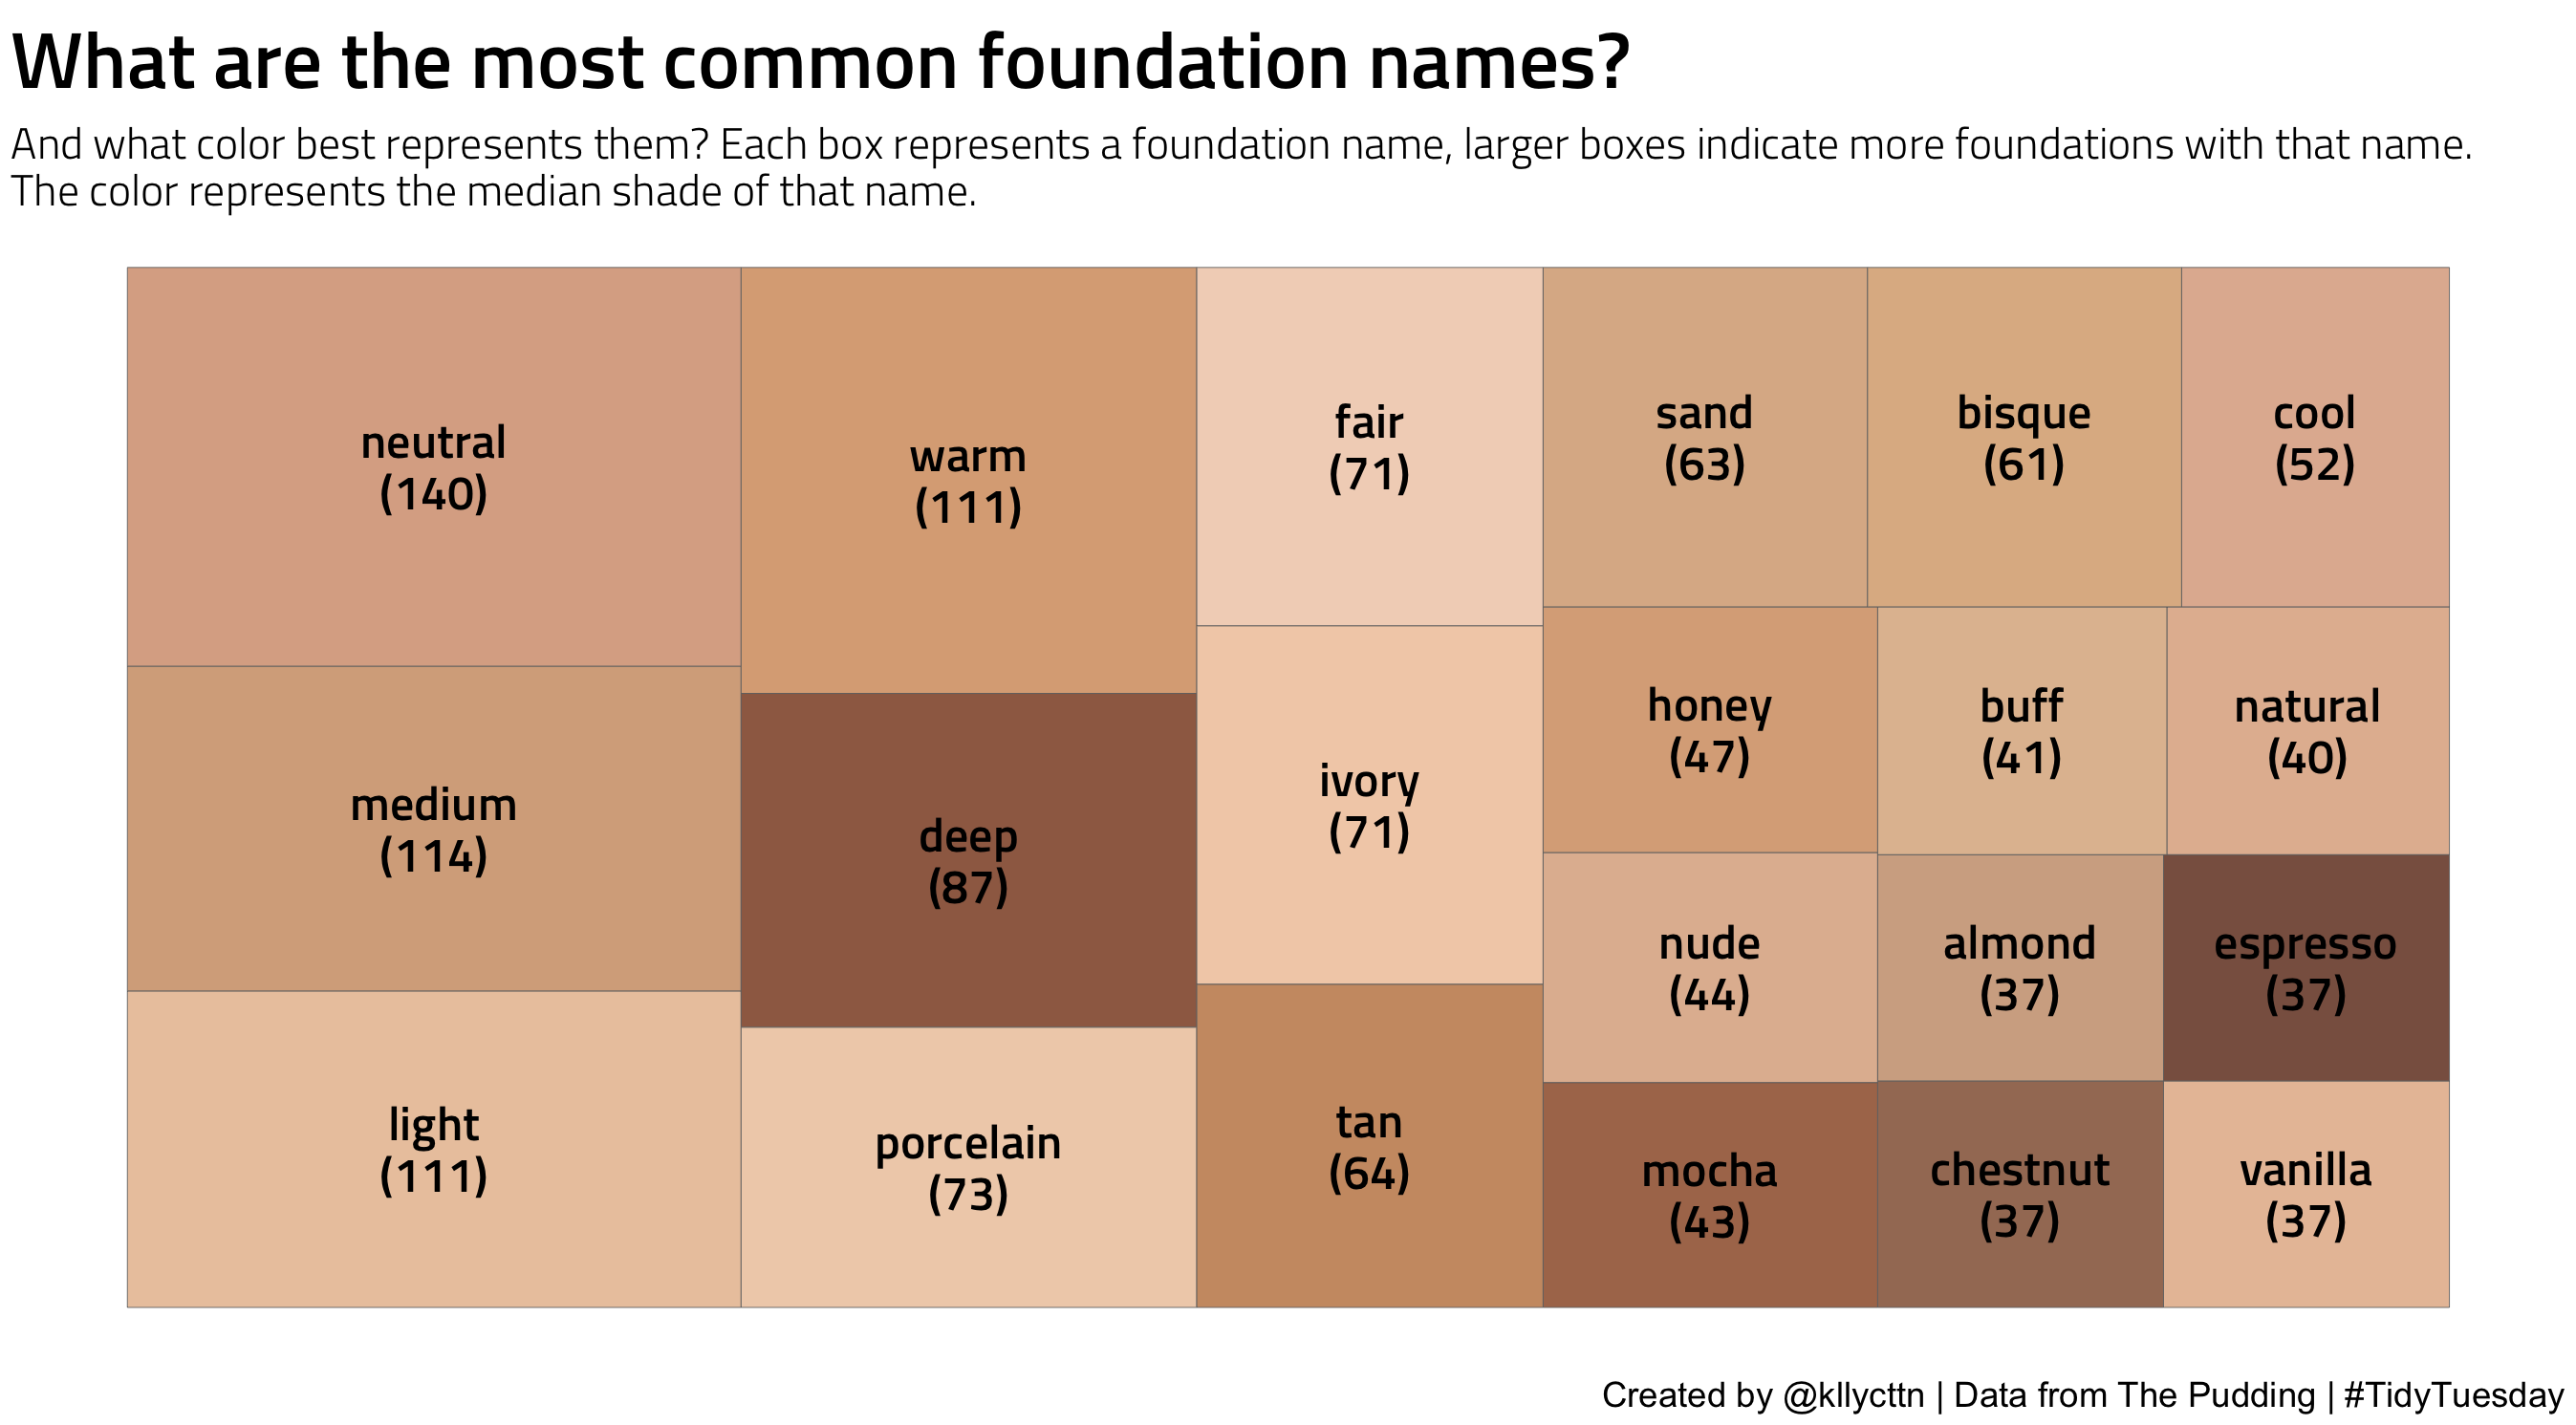 What are the most common foundation names?
And what color best represents them? Each box represents a foundation name, larger boxes indicate more foundations with that name.
The color represents the median shade of that name.
neutral
(140)
medium
(114)
light
(111)
warm
(111)
deep
(87)
porcelain
(73)
fair
(71)
ivory
(71)
tan
(64)
sand
(63)
bisque
(61)
cool
(52)
honey
(47)
buff
(41)
natural
(40)
nude
(44)
almond
(37)
espresso
(37)
mocha
(43)
chestnut
(37)
vanilla
(37)
Created by @kllycttn | Data from The Pudding | #TidyTuesday